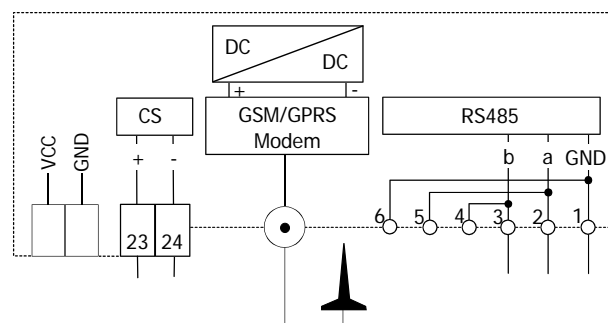 DC
DC
+ -
CS
GSM/GPRS
Modem
RS485
VCC
GND
+ -
b a GND
6 5 4 3 2 1
23 24